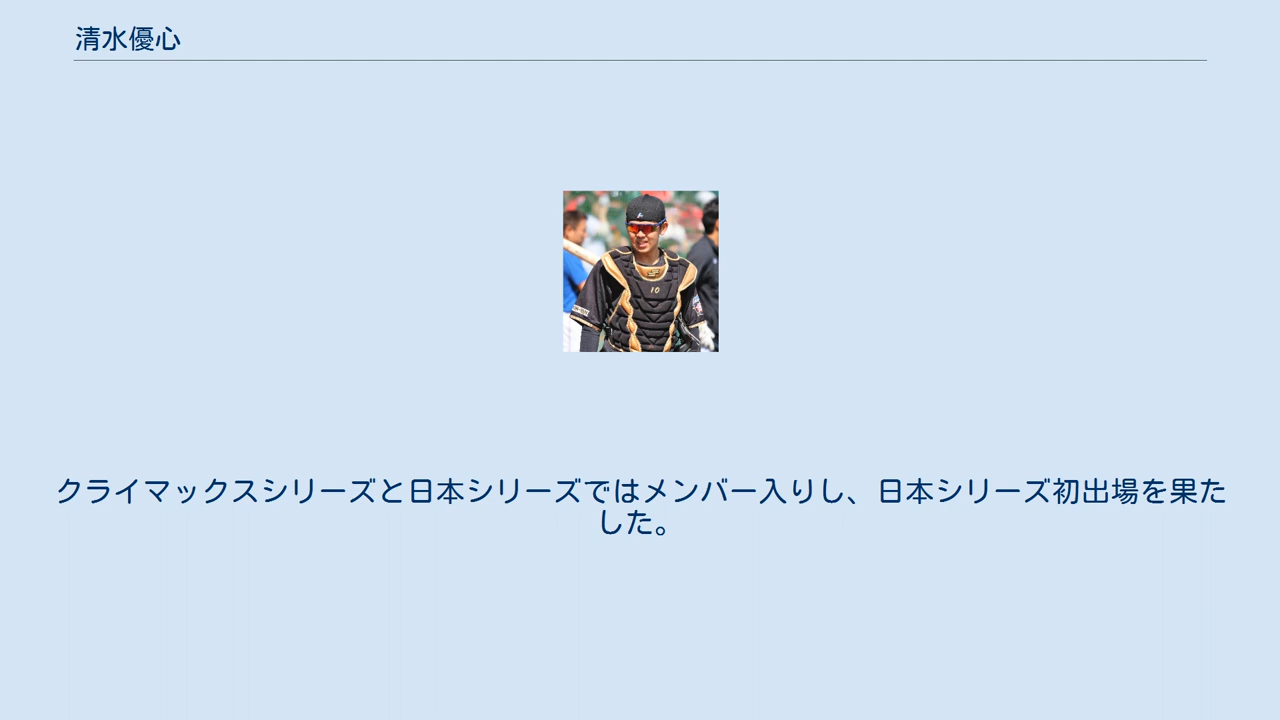 清水優心
10
クライマックスシリーズと日本シリーズではメンバー入りし、日本シリーズ初出場を果た
した。